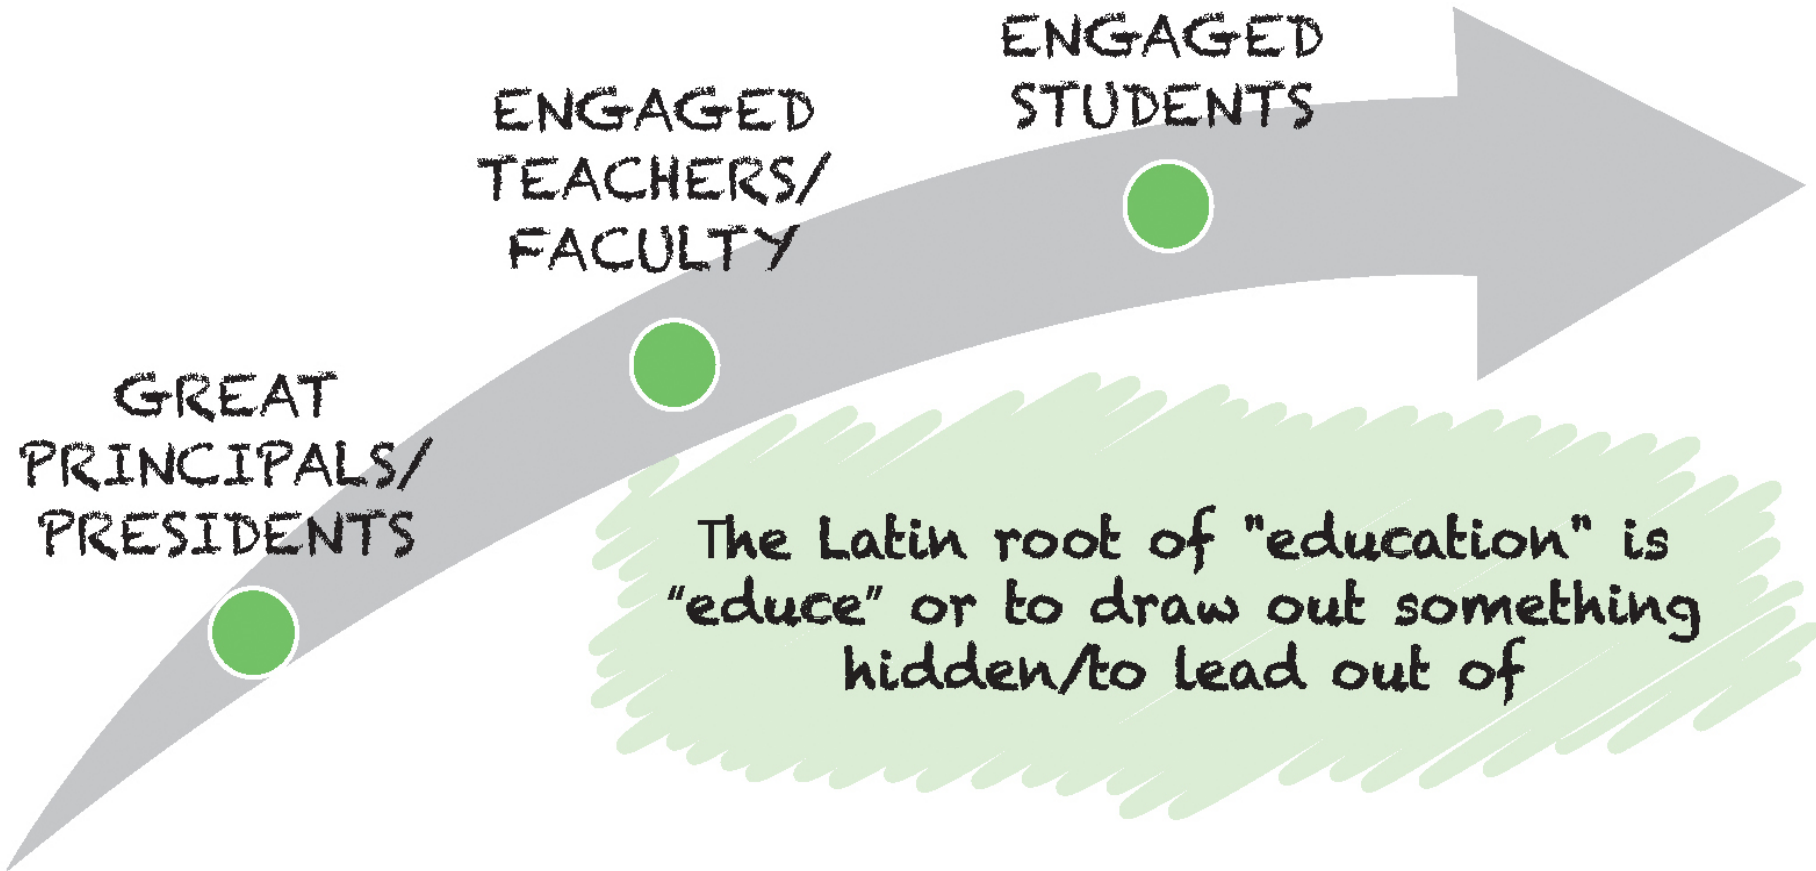 GREAT
PRINCIPALS/
PRESIDENTS
ENGAGED
TEACHERS/
FACULTY
ENGAGED
STUDENTS
The Latin root of "education" is
“educe” or to draw out something
hidden/to lead out of